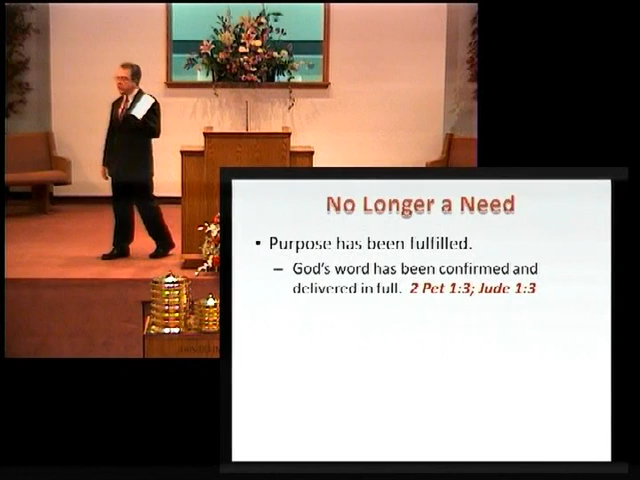 No Longer a Need
• Purpose has been fulfilled.
– God's word has been confirmed and
delivered in full. 2 Pet 1:3; Jude 1:3